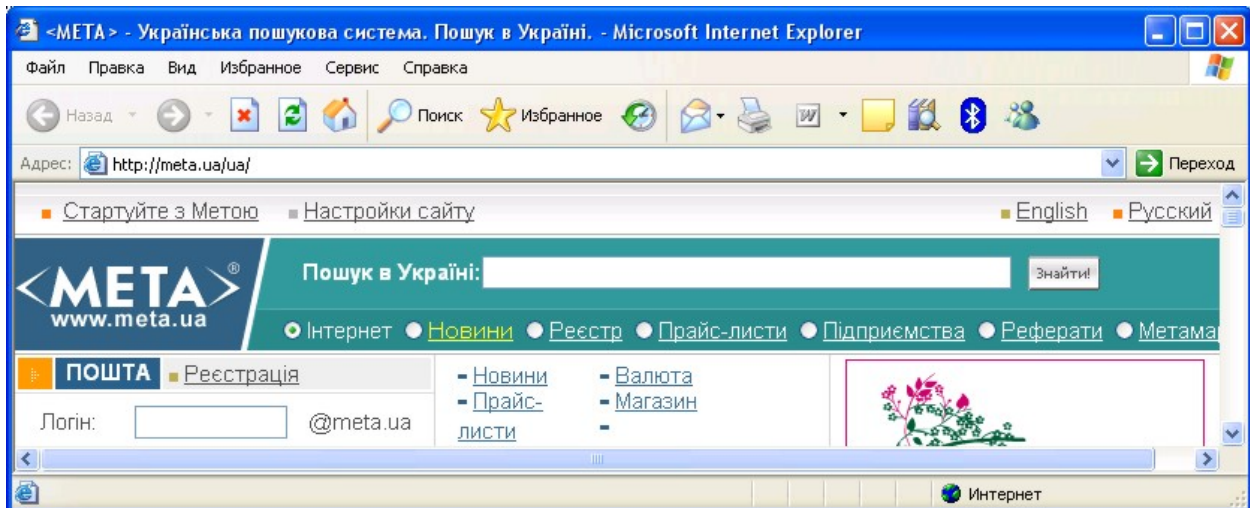 <META> - Українська пошукова система. Пошук в Україні. - Microsoft Internet Explorer
Файл Правка Вид Избранное Сервис Справка
Назад Поиск Избранное
Адрес: http://meta.ua/ua/ Переход
Стартуйте з Метою Настройки сайту English Русский
<META>® Пошук в Україні: Знайти!
www.meta.ua
Інтернет Новини Реєстр Прайс-листи Підприємства Реферати Метама
ПОШТА Реєстрація
Логін: @meta.ua
- Новини - Валюта
- Прайс- - Магазин
листи -
Интернет